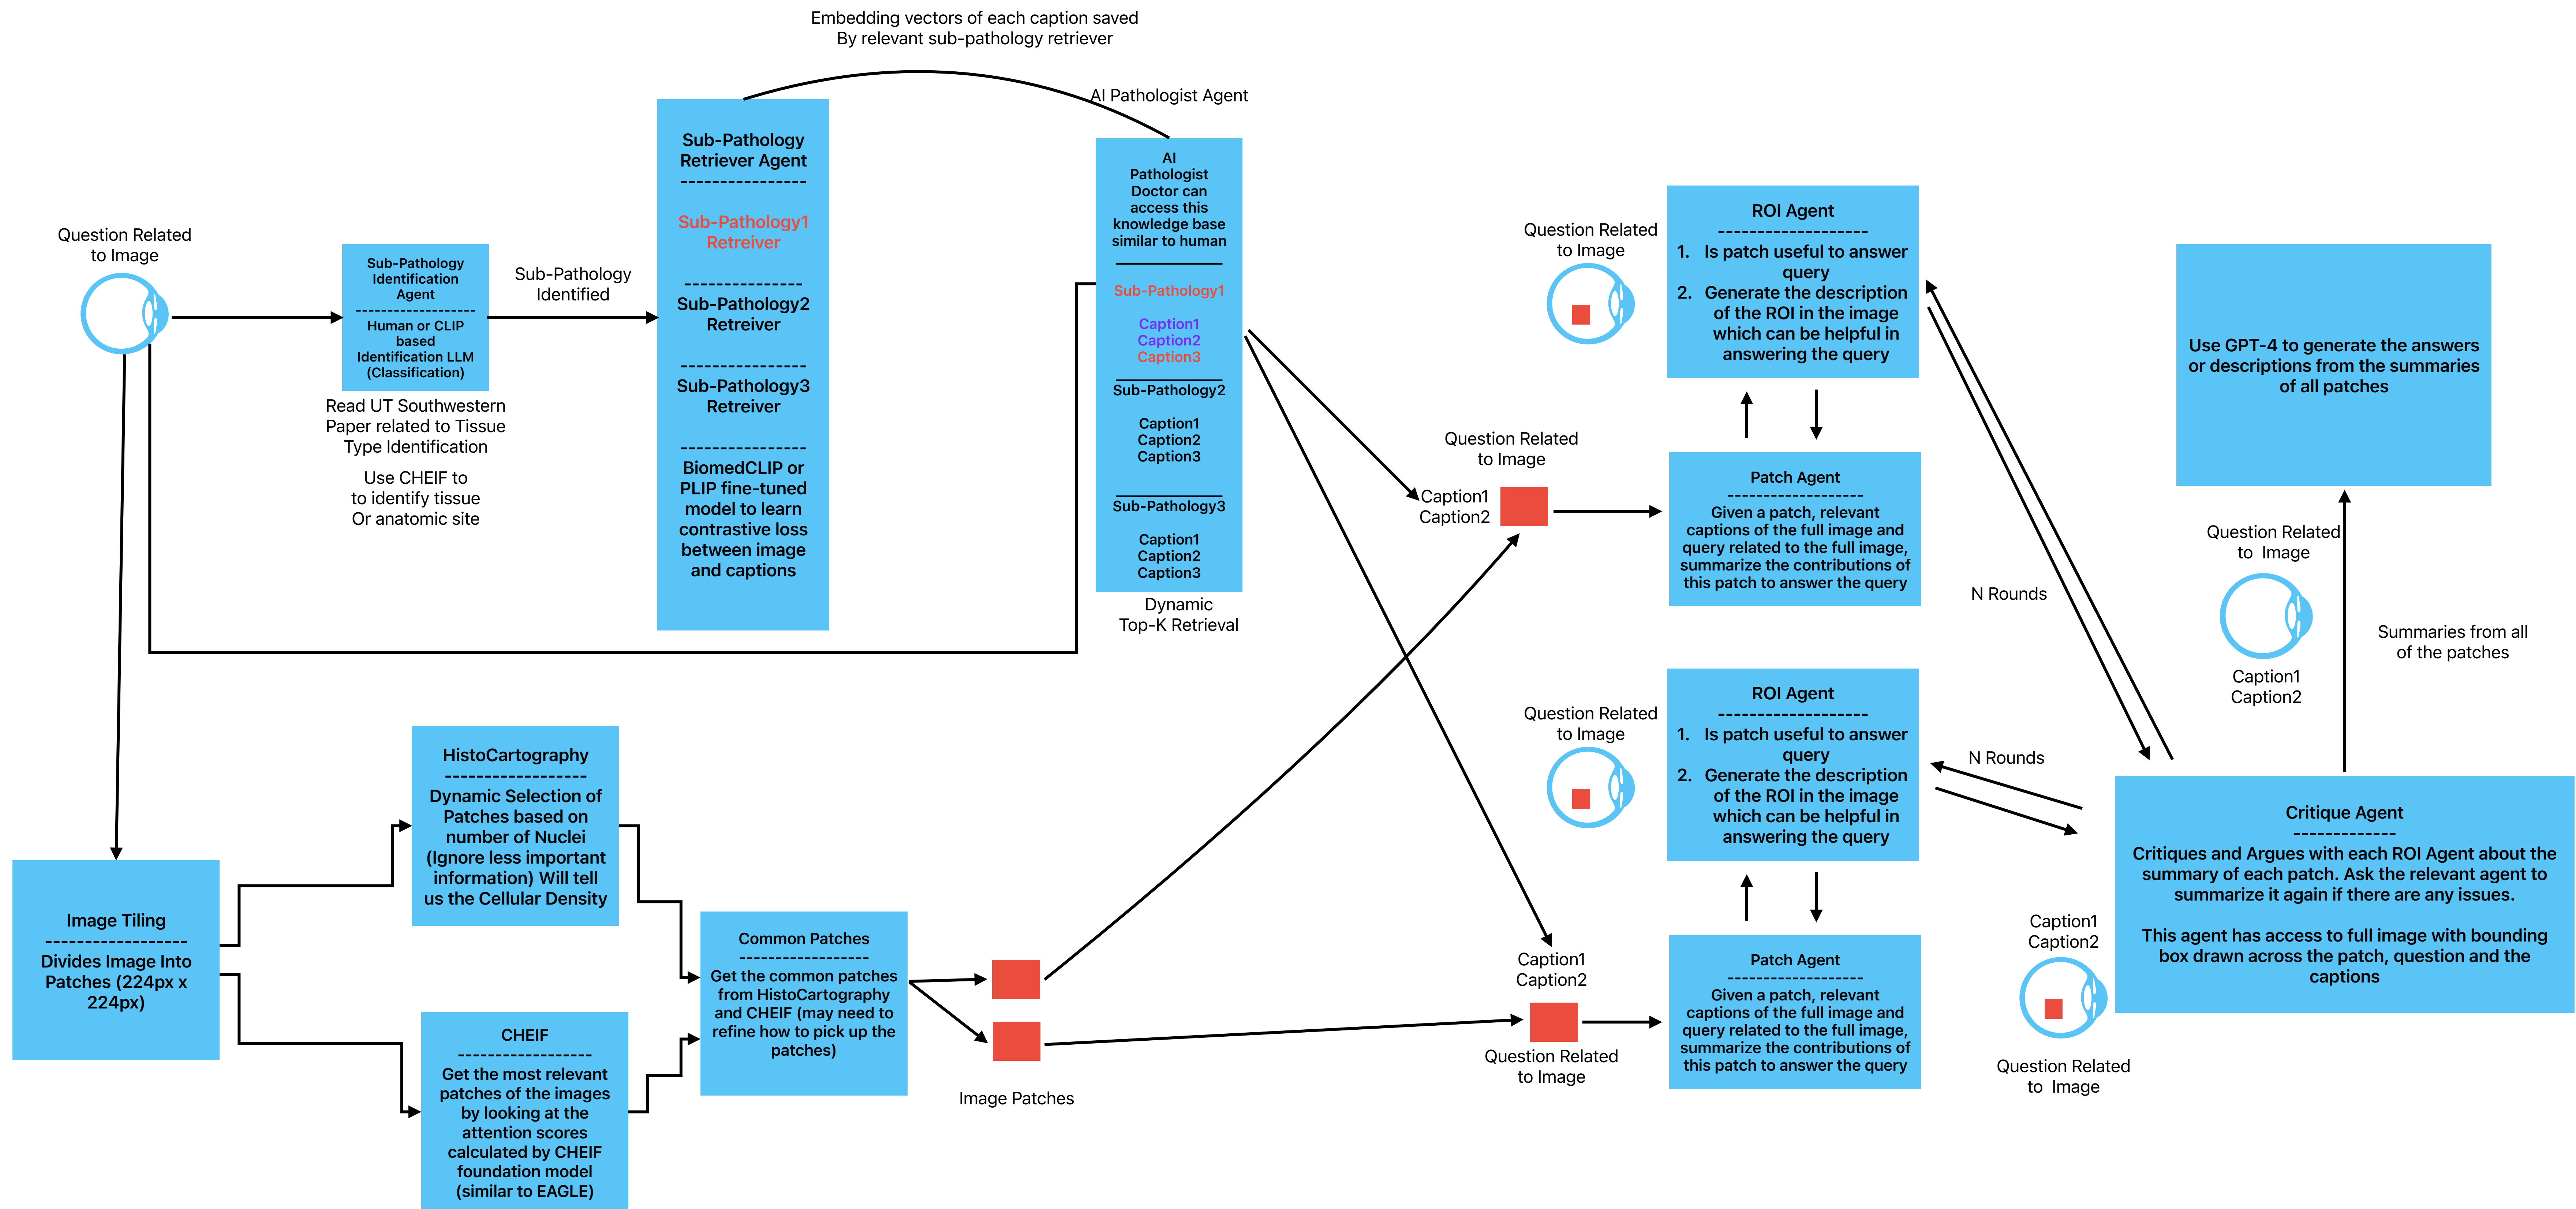 Embedding vectors of each caption saved
By relevant sub-pathology retriever
AI Pathologist Agent
Question Related
to Image
Sub-Pathology
Identification
Agent
--------------------
Human or CLIP
based
Identification LLM
(Classification)
Read UT Southwestern
Paper related to Tissue
Type Identification
Use CHEIF to
to identify tissue
Or anatomic site
Sub-Pathology
Identified
Sub-Pathology
Retriever Agent
----------------
Sub-Pathology1
Retreiver
---------------
Sub-Pathology2
Retreiver
----------------
Sub-Pathology3
Retreiver
----------------
BiomedCLIP or
PLIP fine-tuned
model to learn
contrastive loss
between image
and captions
AI
Pathologist
Doctor can
access this
knowledge base
similar to human
Sub-Pathology1
Caption1
Caption2
Caption3
Sub-Pathology2
Caption1
Caption2
Caption3
Sub-Pathology3
Caption1
Caption2
Caption3
Dynamic
Top-K Retrieval
Image Tiling
------------------
Divides Image Into
Patches (224px x
224px)
HistoCartography
------------------
Dynamic Selection of
Patches based on
number of Nuclei
(Ignore less important
information) Will tell
us the Cellular Density
CHEIF
------------------
Get the most relevant
patches of the images
by looking at the
attention scores
calculated by CHEIF
foundation model
(similar to EAGLE)
Common Patches
------------------
Get the common patches
from HistoCartography
and CHEIF (may need to
refine how to pick up the
patches)
Image Patches
Question Related
to Image
Caption1
Caption2
Question Related
to Image
ROI Agent
-------------------
1. Is patch useful to answer
query
2. Generate the description
of the ROI in the image
which can be helpful in
answering the query
Patch Agent
-------------------
Given a patch, relevant
captions of the full image and
query related to the full image,
summarize the contributions of
this patch to answer the query
Question Related
to Image
ROI Agent
-------------------
1. Is patch useful to answer
query
2. Generate the description
of the ROI in the image
which can be helpful in
answering the query
Caption1
Caption2
Question Related
to Image
Patch Agent
-------------------
Given a patch, relevant
captions of the full image and
query related to the full image,
summarize the contributions of
this patch to answer the query
N Rounds
N Rounds
Critique Agent
-------------
Critiques and Argues with each ROI Agent about the
summary of each patch. Ask the relevant agent to
summarize it again if there are any issues.
This agent has access to full image with bounding
box drawn across the patch, question and the
captions
Caption1
Caption2
Question Related
to Image
Question Related
to Image
Caption1
Caption2
Summaries from all
of the patches
Use GPT-4 to generate the answers
or descriptions from the summaries
of all patches